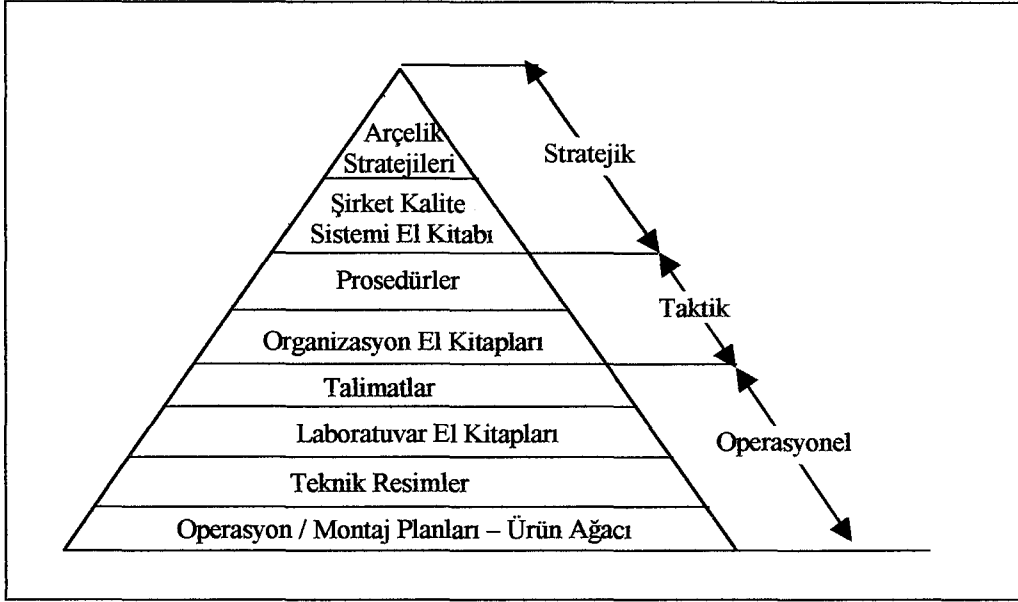 Arçelik
Stratejileri
Şirket Kalite
Sistemi El Kitabı
Prosedürler
Organizasyon El Kitapları
Talimatlar
Laboratuvar El Kitapları
Teknik Resimler
Operasyon / Montaj Planları – Ürün Ağacı
Stratejik
Taktik
Operasyonel